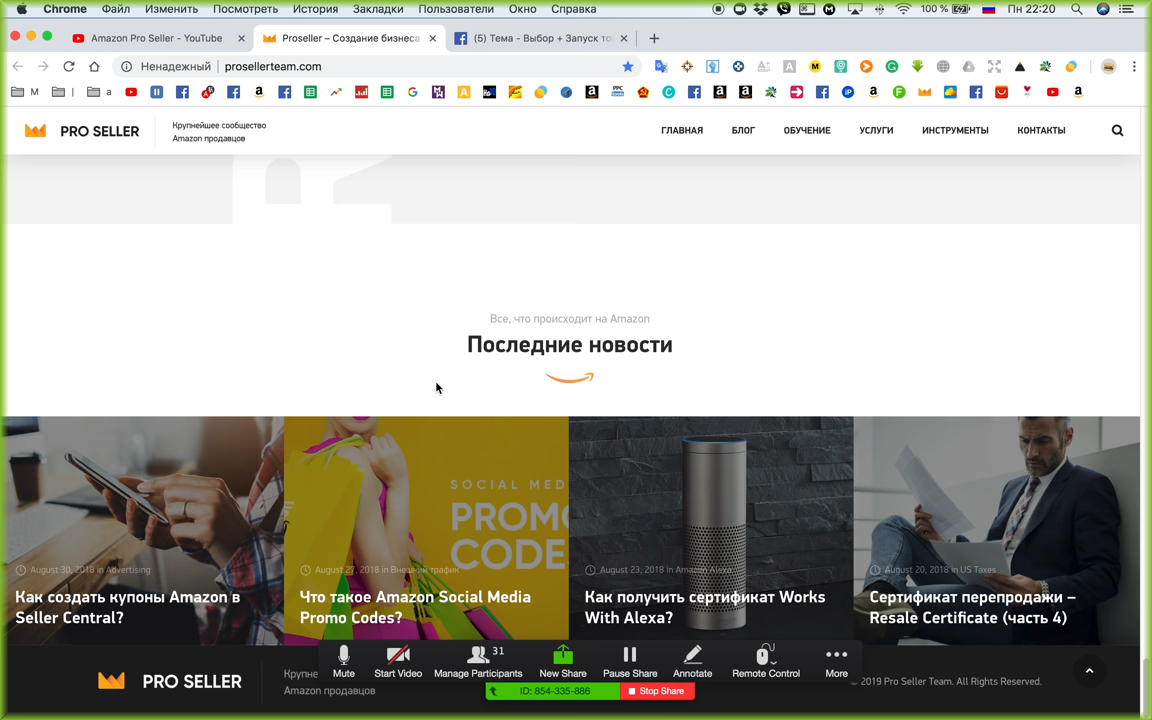 Chrome Файл Изменить Посмотреть История Закладки Пользователи Окно Справка 100 % Пн 22:20
Amazon Pro Seller - YouTube
Proseller – Создание бизнеса
(5) Тема - Выбор + Запуск то
Ненадежный prosellerteam.com
М
a
PRO SELLER
Крупнейшее сообщество
Amazon продавцов
ГЛАВНАЯ БЛОГ ОБУЧЕНИЕ УСЛУГИ ИНСТРУМЕНТЫ КОНТАКТЫ
Все, что происходит на Amazon
Последние новости
SOCIAL MED
PROMO
CODE
August 30, 2018 in Advertising
Как создать купоны Amazon в
Seller Central?
August 27, 2018 in Внешний трафик
Что такое Amazon Social Media
Promo Codes?
August 23, 2018 in Amazon Alexa
Как получить сертификат Works
With Alexa?
August 20, 2018 in US Taxes
Сертификат перепродажи –
Resale Certificate (часть 4)
Mute Start Video Manage Participants 31 New Share Pause Share Annotate Remote Control More
ID: 854-335-886 Stop Share
PRO SELLER
Крупне
Amazon продавцов
2019 Pro Seller Team. All Rights Reserved.